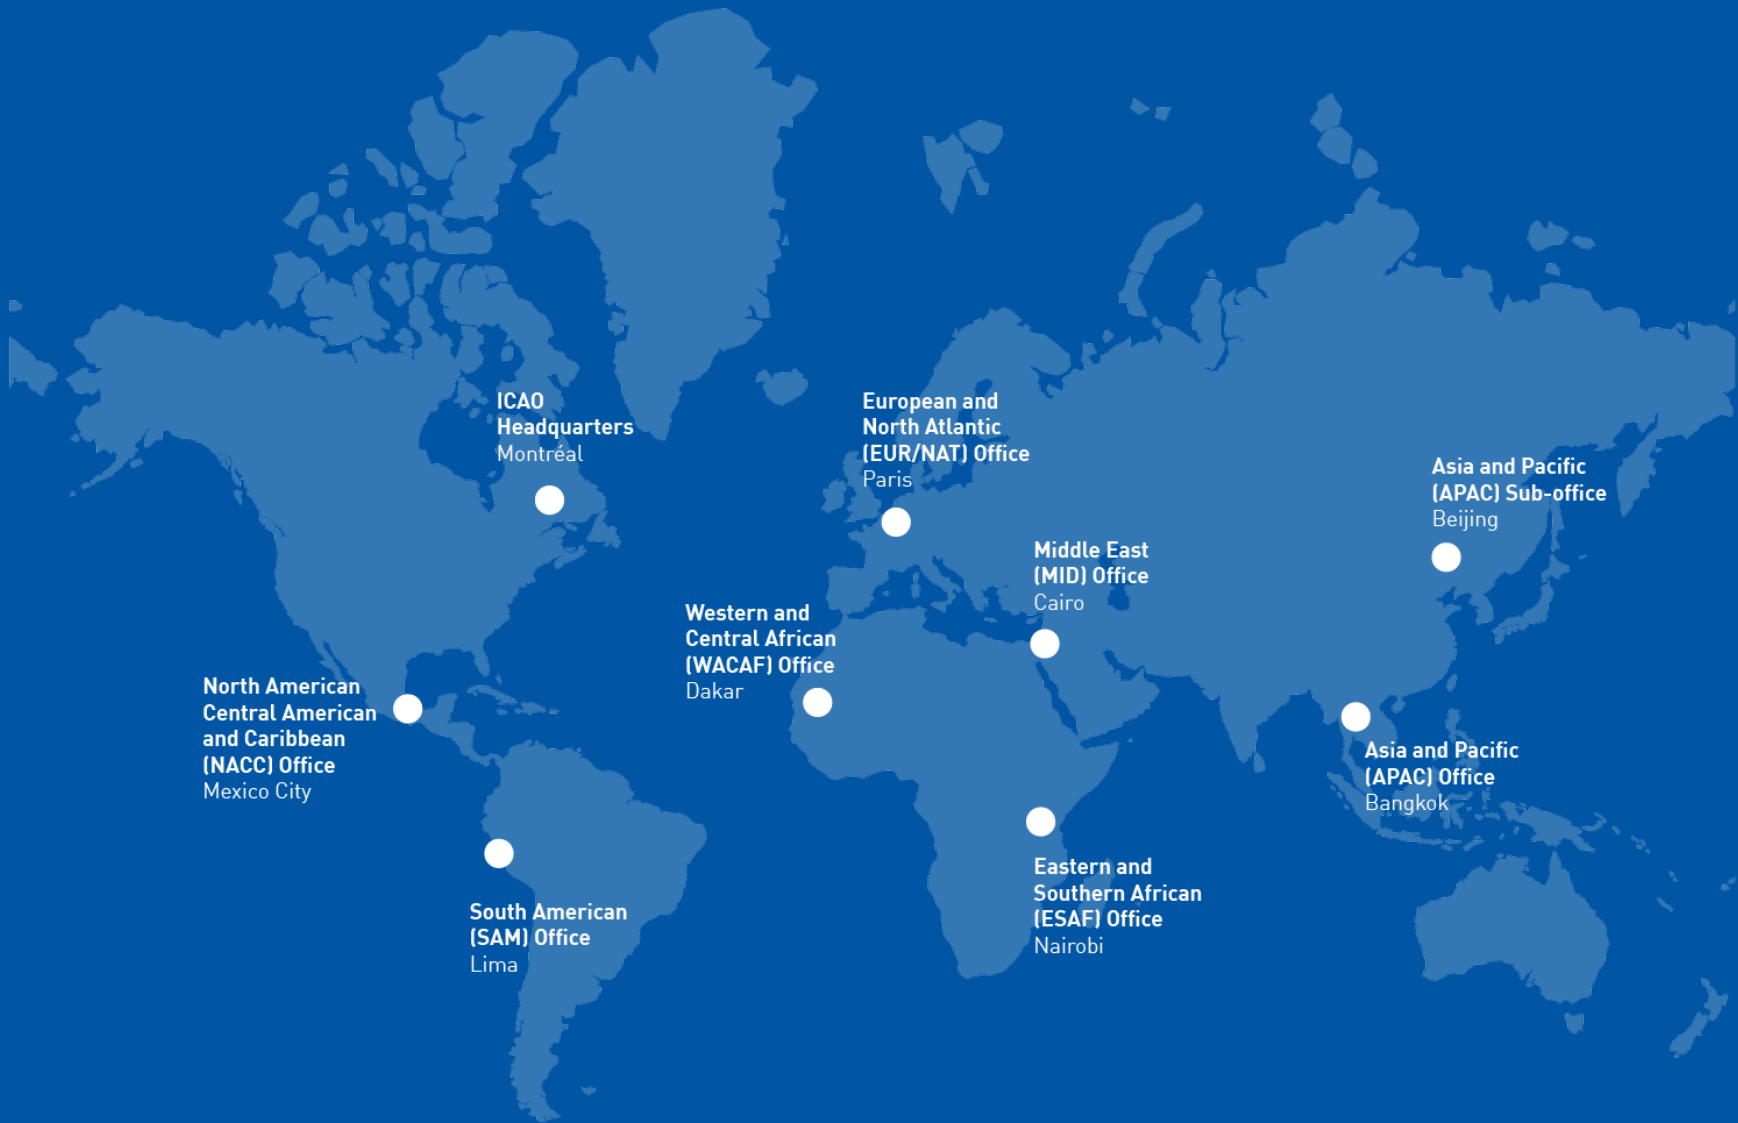 ICAO
Headquarters
Montréal
European and
North Atlantic
(EUR/NAT) Office
Paris
Asia and Pacific
(APAC) Sub-office
Beijing
Middle East
(MID) Office
Cairo
Western and
Central African
(WACAF) Office
Dakar
North American
Central American
and Caribbean
(NACC) Office
Mexico City
Asia and Pacific
(APAC) Office
Bangkok
Eastern and
Southern African
(ESAF) Office
Nairobi
South American
(SAM) Office
Lima